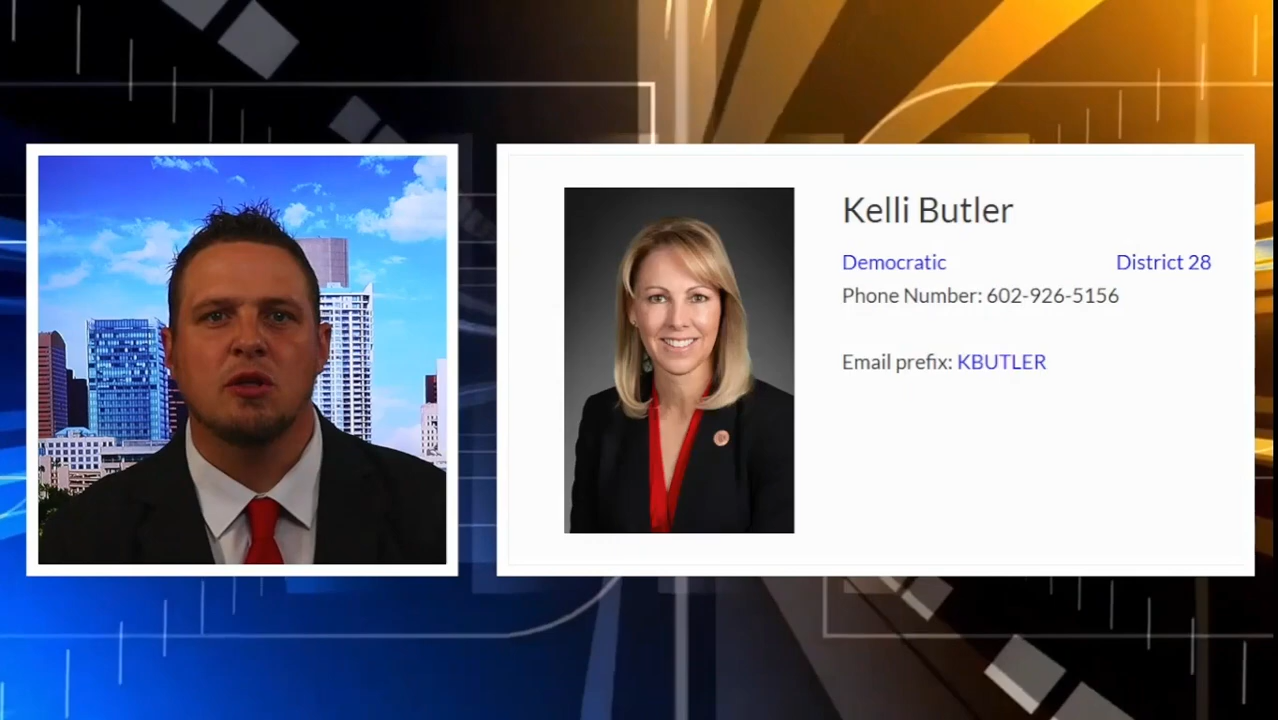 Kelli Butler
Democratic District 28
Phone Number: 602-926-5156
Email prefix: KBUTLER